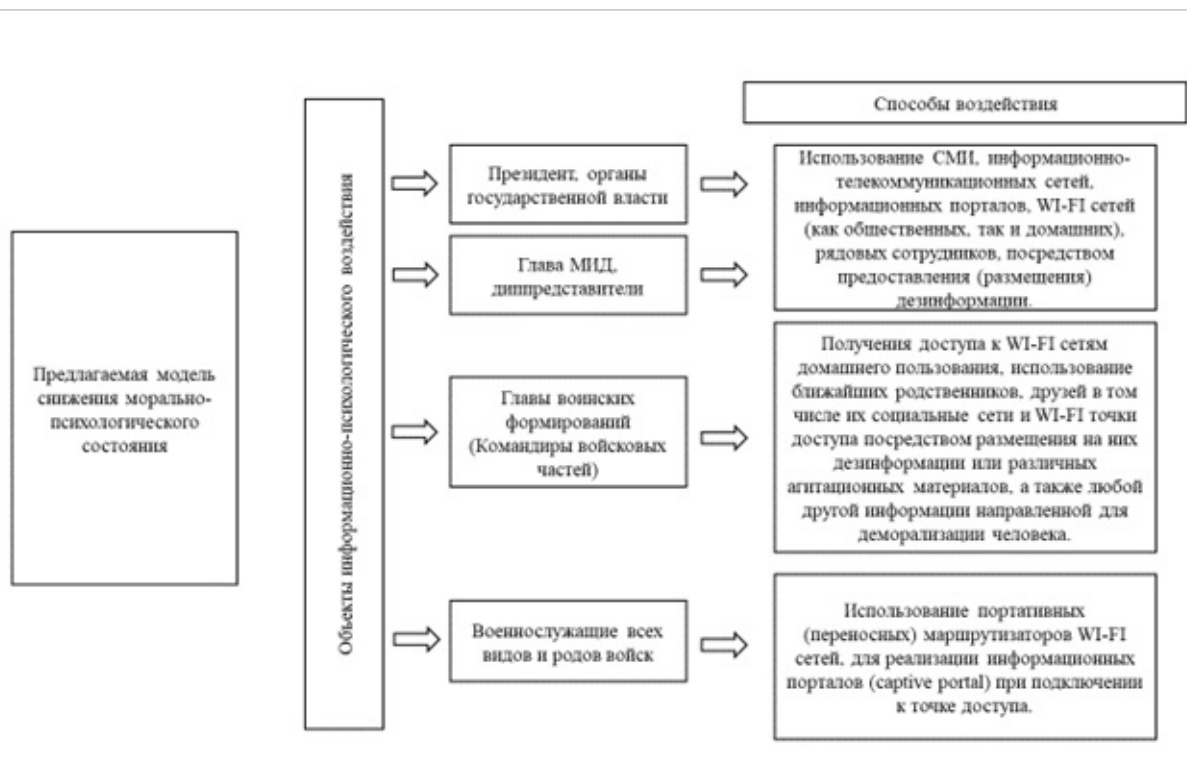 Предлагаемая модель
снижения морально-
психологического
состояния
Объекты информационно-психологического воздействия
Президент, органы
государственной власти
Глава МИД,
диппредставители
Главы воинских
формирований
(Командиры войсковых
частей)
Военнослужащие всех
видов и родов войск
Способы воздействия
Использование СМИ, информационно-
телекоммуникационных сетей,
информационных порталов, WI-FI сетей
(как общественных, так и домашних),
рядовых сотрудников, посредством
предоставления (размещения)
дезинформации.
Получения доступа к WI-FI сетям
домашнего пользования, использование
ближайших родственников, друзей в том
числе их социальные сети и WI-FI точки
доступа посредством размещения на них
дезинформации или различных
агитационных материалов, а также любой
другой информации направленной для
деморализации человека.
Использование портативных
(переносных) маршрутизаторов WI-FI
сетей, для реализации информационных
порталов (captive portal) при подключении
к точке доступа.